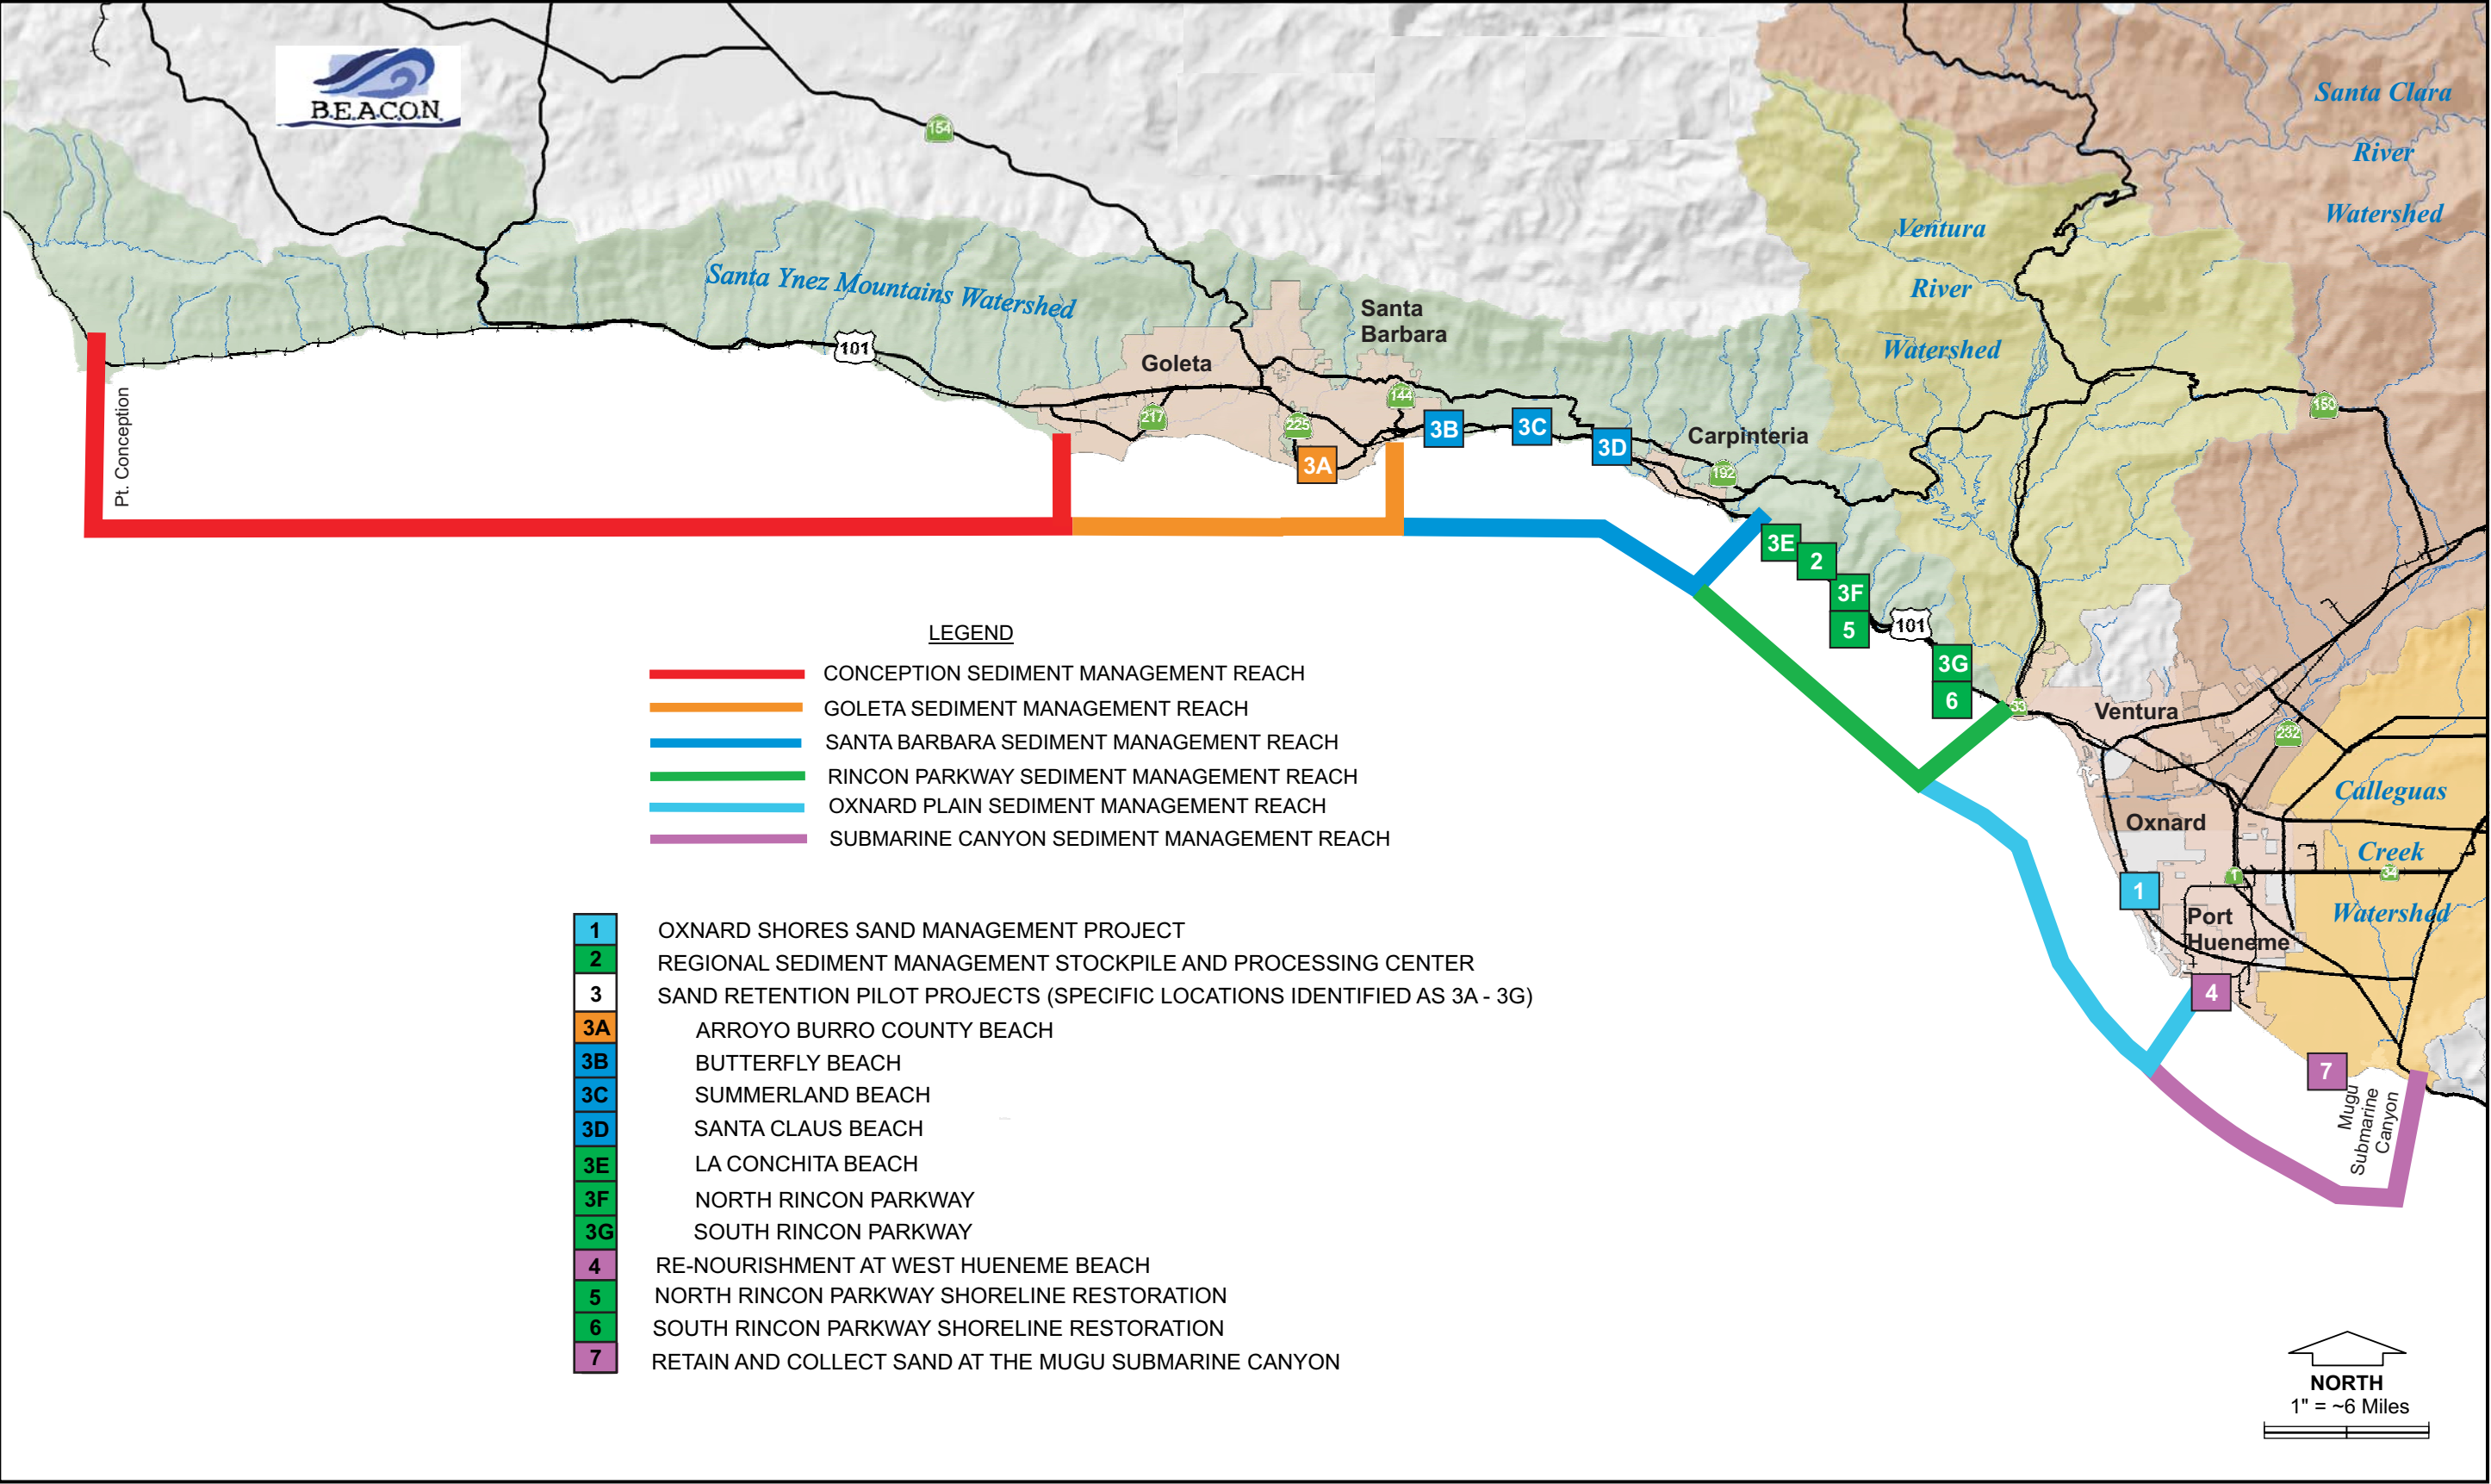 B.E.A.C.O.N.
154
Santa Clara
River
Watershed
Ventura
River
Watershed
Santa Ynez Mountains Watershed
101
Santa
Barbara
Goleta
217
225
144
3A
3B
3C
3D
Carpinteria
192
150
Pt. Conception
3E
2
3F
5
101
3G
6
33
Ventura
232
Calleguas
Creek
Watershed
Oxnard
1
1
34
Port
Hueneme
4
7
Mugu
Submarine
Canyon
LEGEND
CONCEPTION SEDIMENT MANAGEMENT REACH
GOLETA SEDIMENT MANAGEMENT REACH
SANTA BARBARA SEDIMENT MANAGEMENT REACH
RINCON PARKWAY SEDIMENT MANAGEMENT REACH
OXNARD PLAIN SEDIMENT MANAGEMENT REACH
SUBMARINE CANYON SEDIMENT MANAGEMENT REACH
1 OXNARD SHORES SAND MANAGEMENT PROJECT
2 REGIONAL SEDIMENT MANAGEMENT STOCKPILE AND PROCESSING CENTER
3 SAND RETENTION PILOT PROJECTS (SPECIFIC LOCATIONS IDENTIFIED AS 3A - 3G)
3A ARROYO BURRO COUNTY BEACH
3B BUTTERFLY BEACH
3C SUMMERLAND BEACH
3D SANTA CLAUS BEACH
3E LA CONCHITA BEACH
3F NORTH RINCON PARKWAY
3G SOUTH RINCON PARKWAY
4 RE-NOURISHMENT AT WEST HUENEME BEACH
5 NORTH RINCON PARKWAY SHORELINE RESTORATION
6 SOUTH RINCON PARKWAY SHORELINE RESTORATION
7 RETAIN AND COLLECT SAND AT THE MUGU SUBMARINE CANYON
NORTH
1" = ~6 Miles